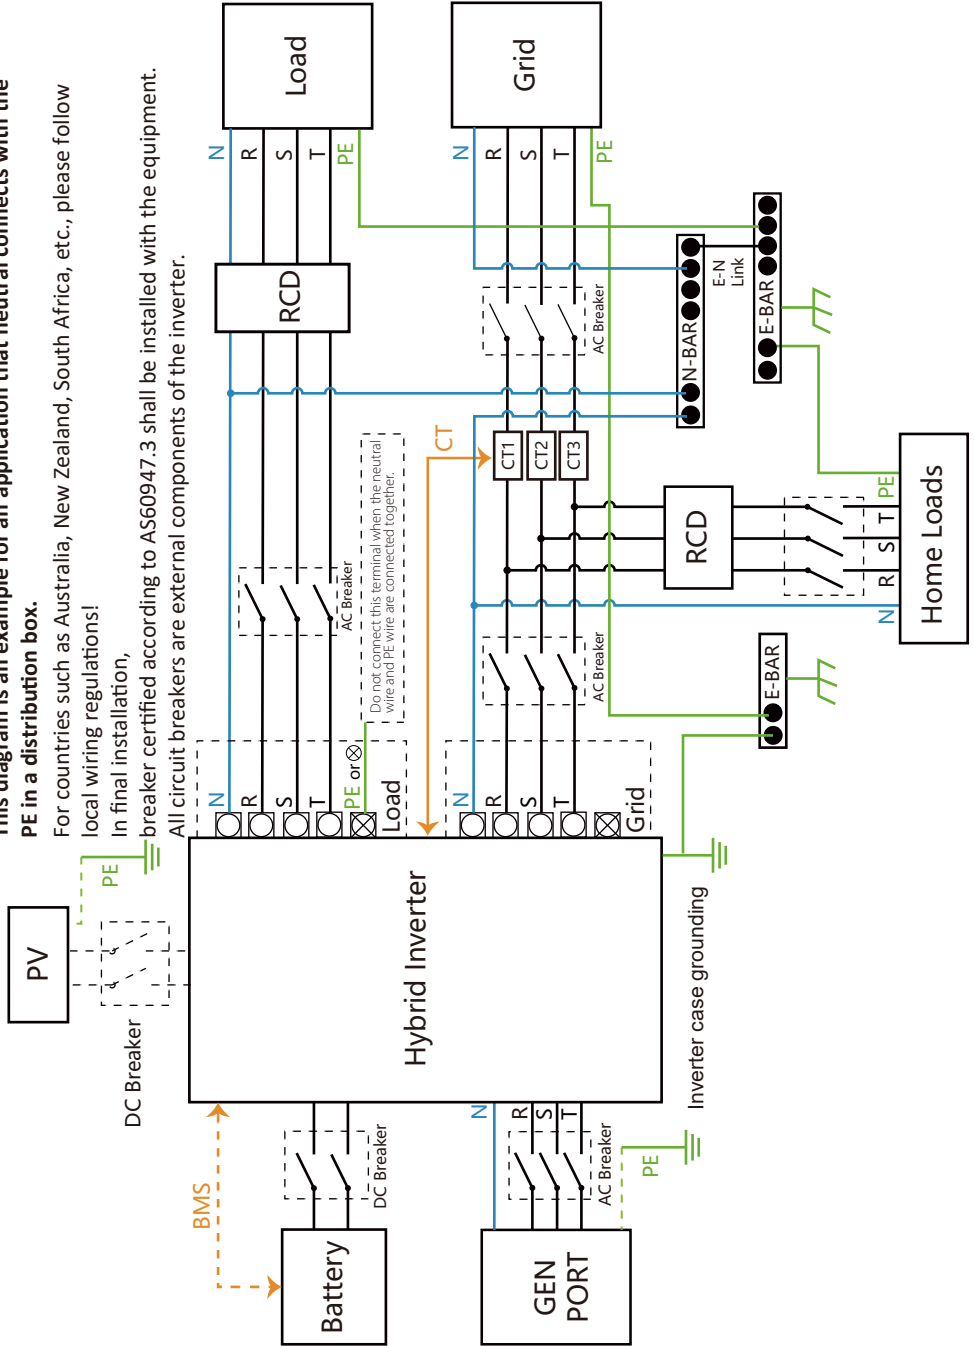 This diagram is an example for an application that neutral connects with the
PE in a distribution box.
For countries such as Australia, New Zealand, South Africa, etc., please follow
local wiring regulations!
In final installation,
breaker certified according to AS60947.3 shall be installed with the equipment.
All circuit breakers are external components of the inverter.
PV
PE
DC Breaker
BMS
Battery
DC Breaker
Hybrid Inverter
GEN
PORT
N
R
S
T
AC Breaker
PE
Inverter case grounding
N
R
S
T
PE or
Load
Do not connect this terminal when the neutral
wire and PE wire are connected together.
AC Breaker
RCD
N
R
S
T
PE
Load
CT
N
R
S
T
Grid
AC Breaker
CT1
CT2
CT3
AC Breaker
N
R
S
T
PE
Grid
RCD
N
R
S
T
PE
Home Loads
E-BAR
N-BAR
E-N
Link
E-BAR